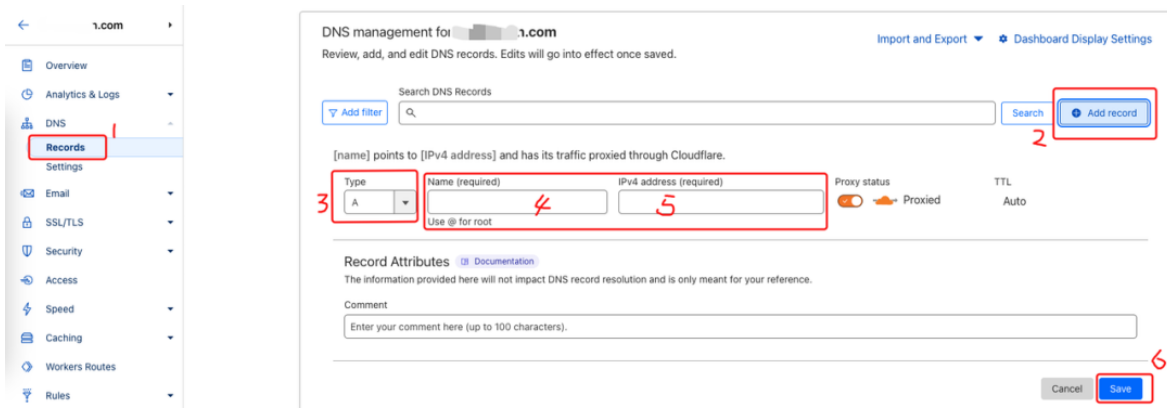 n.com
Overview
Analytics & Logs
DNS
1
Records
Settings
Email
SSL/TLS
Security
Access
Speed
Caching
Workers Routes
Rules
DNS management for n.com
Review, add, and edit DNS records. Edits will go into effect once saved.
Import and Export
Dashboard Display Settings
Search DNS Records
Add filter
Search
Add record
2
[name] points to [IPv4 address] and has its traffic proxied through Cloudflare.
Type
Name (required)
IPv4 address (required)
Proxy status
TTL
3
A
4
5
Proxied
Auto
Use @ for root
Record Attributes
Documentation
The information provided here will not impact DNS record resolution and is only meant for your reference.
Comment
Enter your comment here (up to 100 characters).
6
Cancel
Save